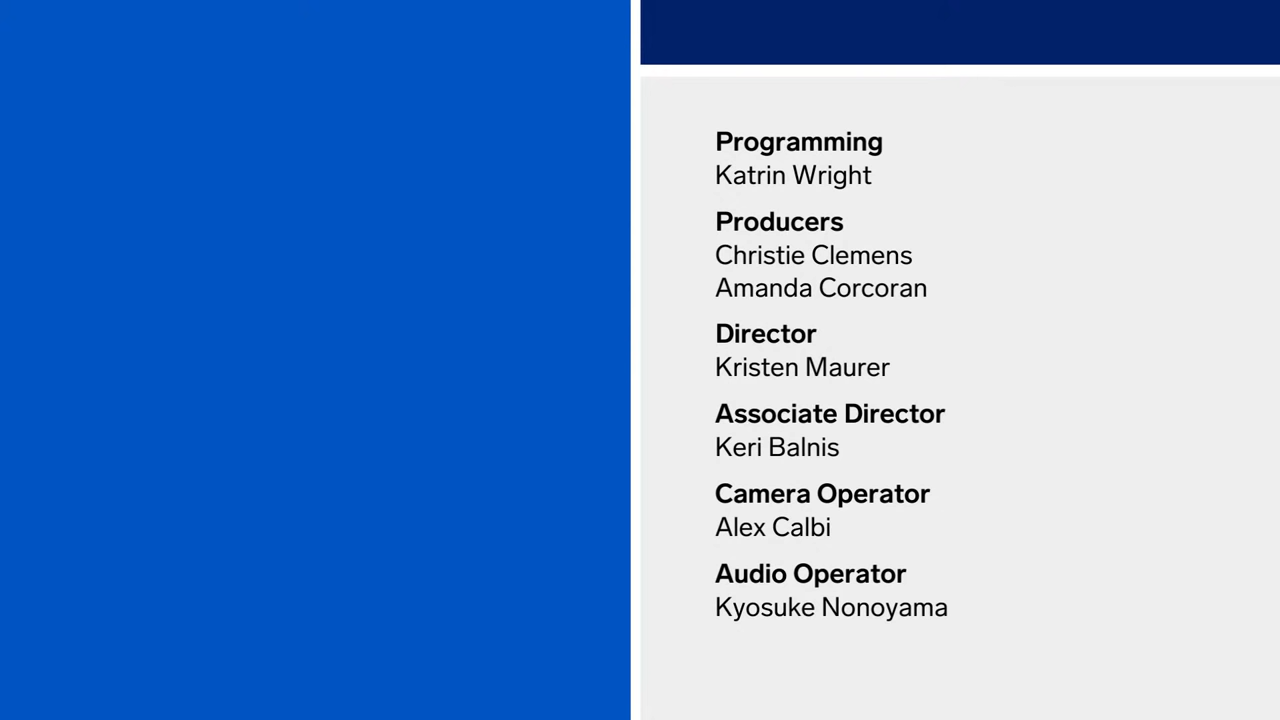 Programming
Katrin Wright
Producers
Christie Clemens
Amanda Corcoran
Director
Kristen Maurer
Associate Director
Keri Balnis
Camera Operator
Alex Calbi
Audio Operator
Kyosuke Nonoyama